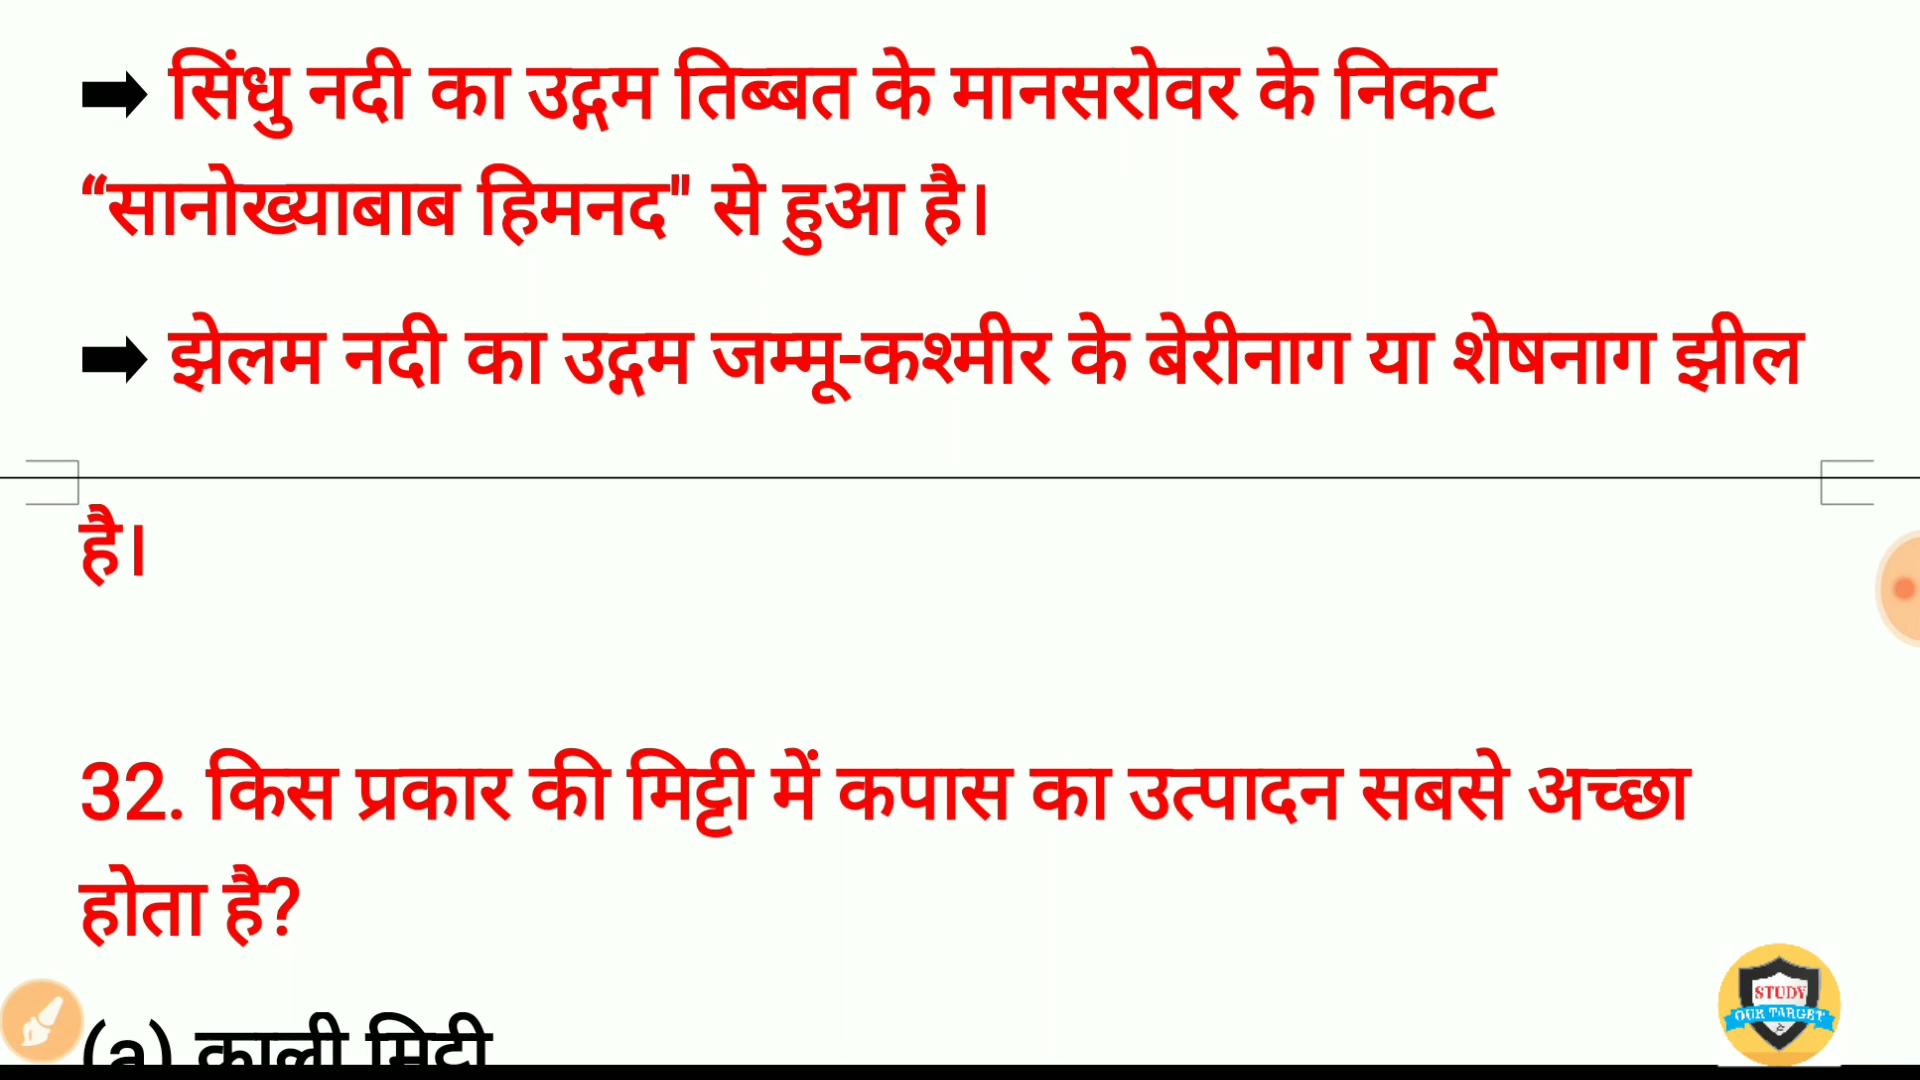 ➡ सिंधु नदी का उद्गम तिब्बत के मानसरोवर के निकट
“सानोख्याबाब हिमनद" से हुआ है।
➡ झेलम नदी का उद्गम जम्मू-कश्मीर के बेरीनाग या शेषनाग झील
है।
32. किस प्रकार की मिट्टी में कपास का उत्पादन सबसे अच्छा
होता है?
(a) काली मिट्टी
STUDY
OUR TARGET